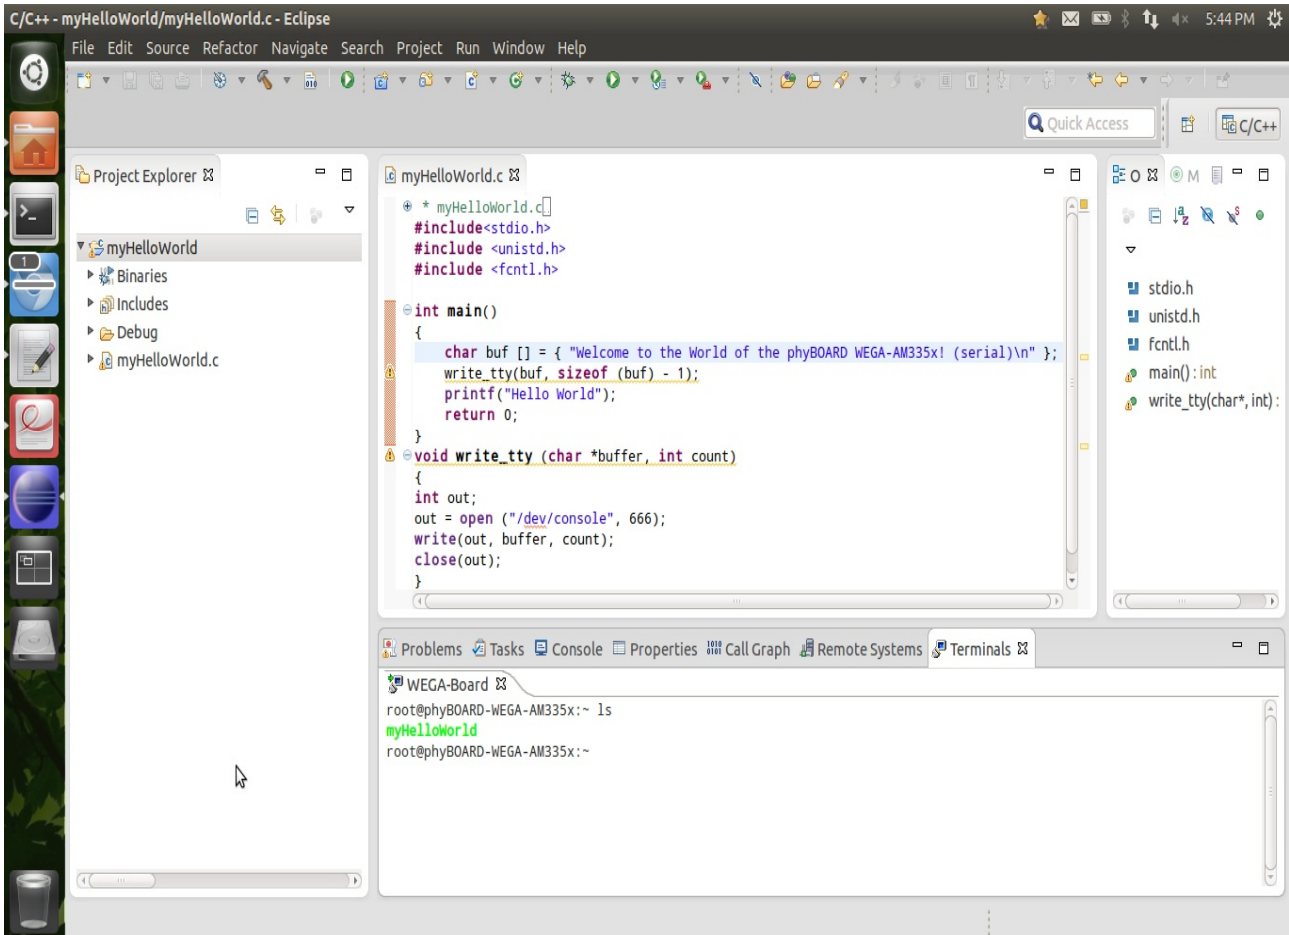 C/C++ - myHelloWorld/myHelloWorld.c - Eclipse
5:44 PM
File Edit Source Refactor Navigate Search Project Run Window Help
Quick Access
C/C++
Project Explorer
myHelloWorld
Binaries
Includes
Debug
myHelloWorld.c
myHelloWorld.c
* myHelloWorld.c
#include<stdio.h>
#include <unistd.h>
#include <fcntl.h>
int main()
{
char buf [] = { "Welcome to the World of the phyBOARD WEGA-AM335x! (serial)\n" };
write_tty(buf, sizeof (buf) - 1);
printf("Hello World");
return 0;
}
void write_tty (char *buffer, int count)
{
int out;
out = open ("/dev/console", 666);
write(out, buffer, count);
close(out);
}
O
M
stdio.h
unistd.h
fcntl.h
main() : int
write_tty(char*, int) :
Problems Tasks Console Properties Call Graph Remote Systems Terminals
WEGA-Board
root@phyBOARD-WEGA-AM335x:~ ls
myHelloWorld
root@phyBOARD-WEGA-AM335x:~
1